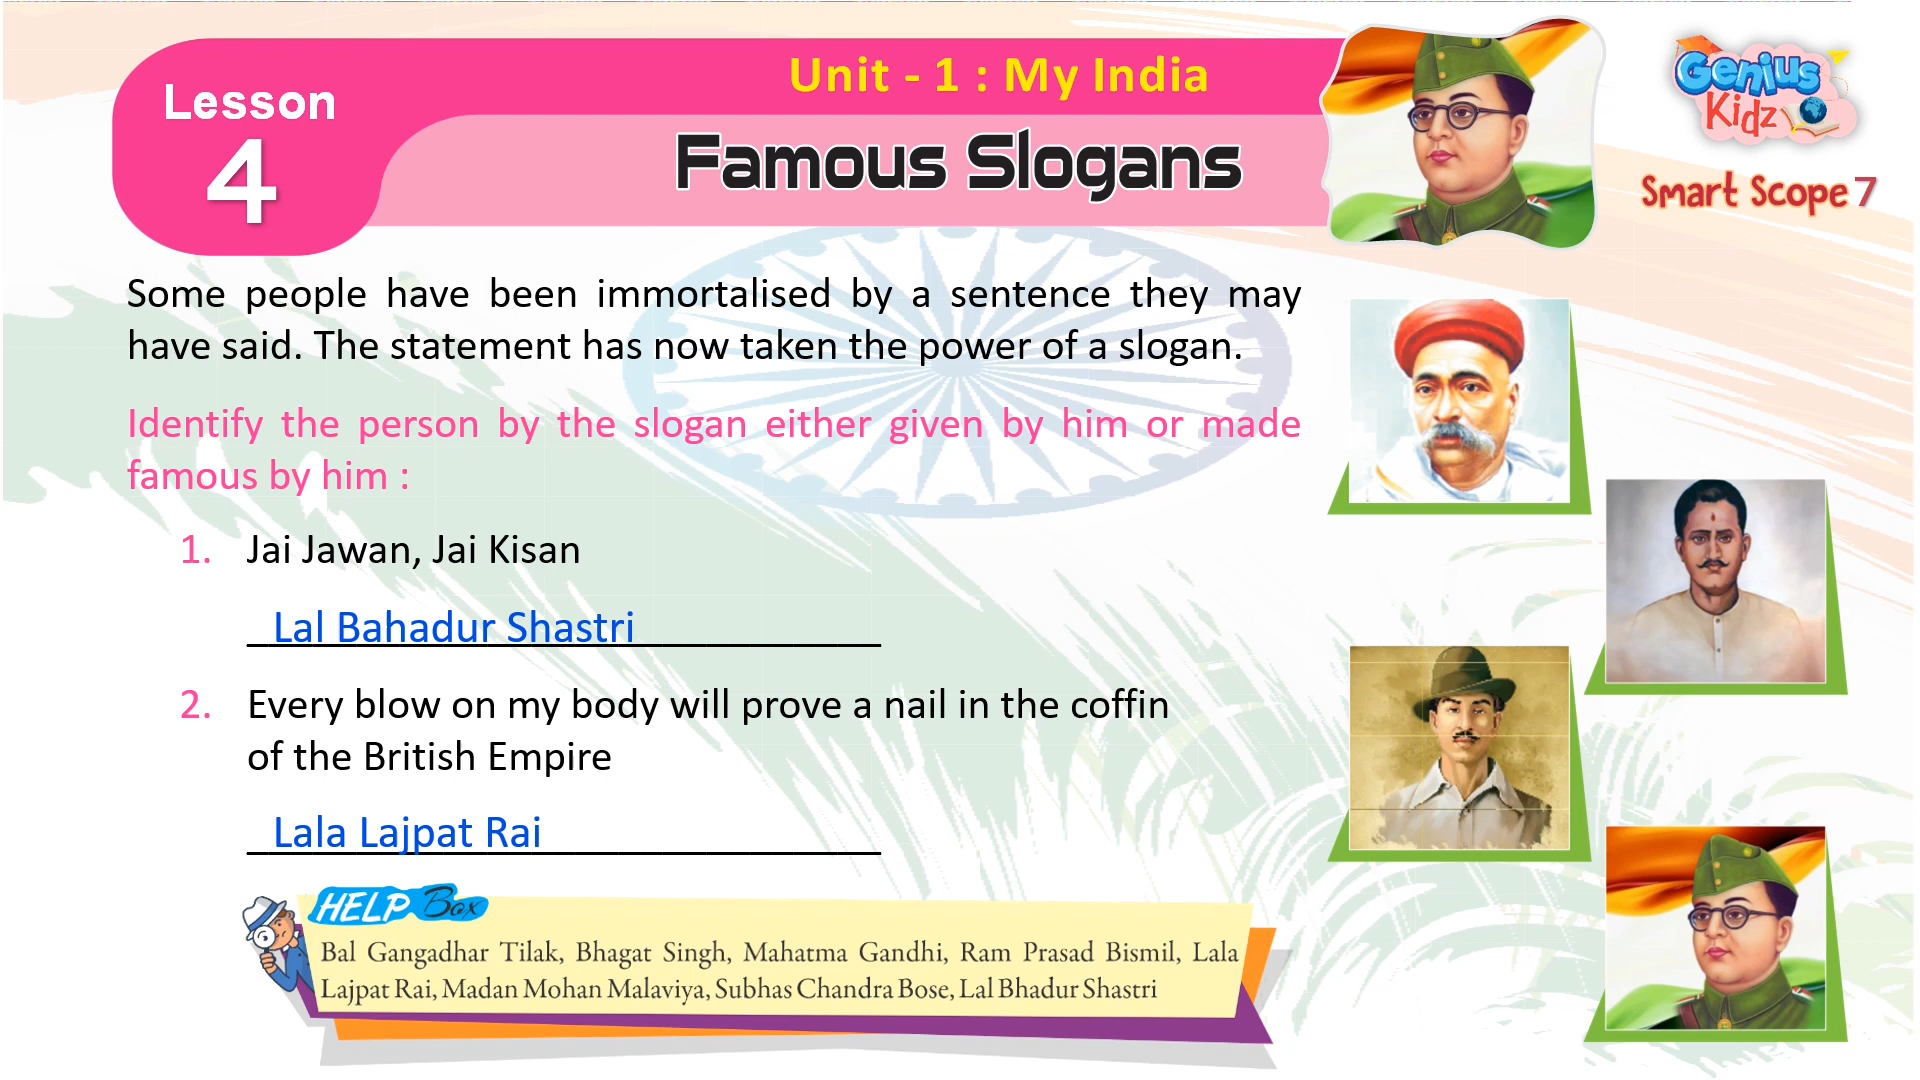 Lesson
4
Unit - 1 : My India
Famous Slogans
Genius
Kidz
Smart Scope 7
Some people have been immortalised by a sentence they may
have said. The statement has now taken the power of a slogan.
Identify the person by the slogan either given by him or made
famous by him :
1. Jai Jawan, Jai Kisan
Lal Bahadur Shastri
2. Every blow on my body will prove a nail in the coffin
of the British Empire
Lala Lajpat Rai
HELP Box
Bal Gangadhar Tilak, Bhagat Singh, Mahatma Gandhi, Ram Prasad Bismil, Lala
Lajpat Rai, Madan Mohan Malaviya, Subhas Chandra Bose, Lal Bhadur Shastri